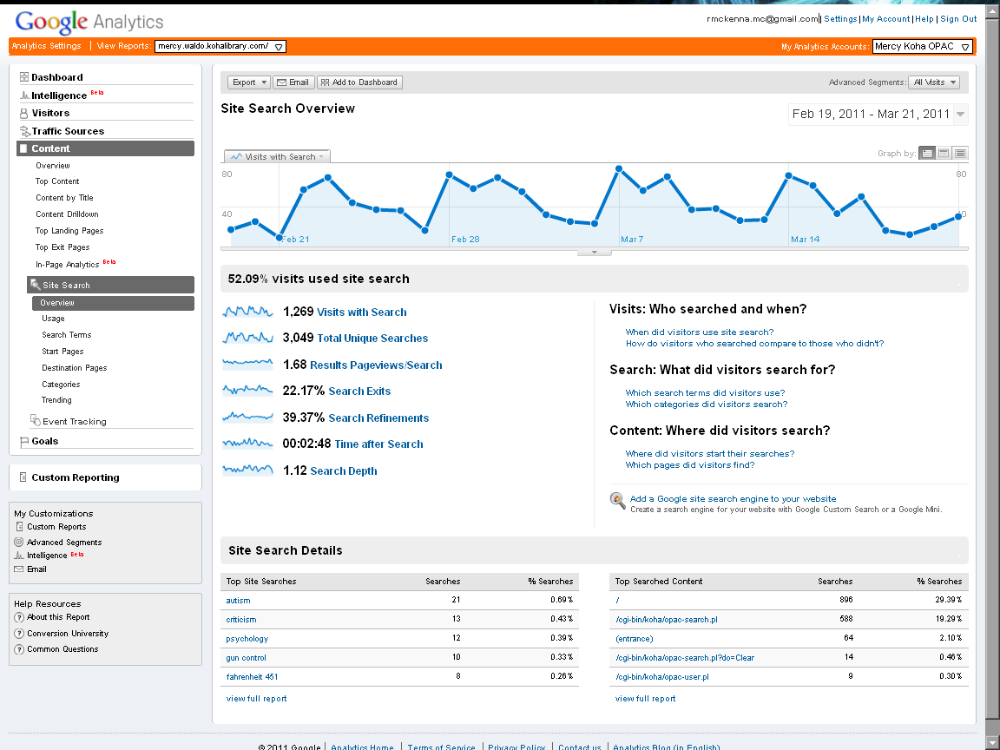 Google Analytics
rmckenna.mc@gmail.com | Settings | My Account | Help | Sign Out
Analytics Settings | View Reports: mercy.waldo.kohalibrary.com/
My Analytics Accounts: Mercy Koha OPAC
Dashboard
Intelligence Beta
Visitors
Traffic Sources
Content
Overview
Top Content
Content by Title
Content Drilldown
Top Landing Pages
Top Exit Pages
In-Page Analytics Beta
Site Search
Overview
Usage
Search Terms
Start Pages
Destination Pages
Categories
Trending
Event Tracking
Goals
Custom Reporting
My Customizations
Custom Reports
Advanced Segments
Intelligence Beta
Email
Help Resources
About this Report
Conversion University
Common Questions
Export Email Add to Dashboard
Advanced Segments: All Visits
Site Search Overview
Feb 19, 2011 - Mar 21, 2011
Visits with Search
Graph by:
80 80
40
Feb 21 Feb 28 Mar 7 Mar 14
52.09% visits used site search
1,269 Visits with Search
3,049 Total Unique Searches
1.68 Results Pageviews/Search
22.17% Search Exits
39.37% Search Refinements
00:02:48 Time after Search
1.12 Search Depth
Visits: Who searched and when?
When did visitors use site search?
How do visitors who searched compare to those who didn't?
Search: What did visitors search for?
Which search terms did visitors use?
Which categories did visitors search?
Content: Where did visitors search?
Where did visitors start their searches?
Which pages did visitors find?
Add a Google site search engine to your website
Create a search engine for your website with Google Custom Search or a Google Mini.
Site Search Details
Top Site Searches Searches % Searches
autism 21 0.69%
criticism 13 0.43%
psychology 12 0.39%
gun control 10 0.33%
fahrenheit 451 8 0.26%
view full report
Top Searched Content Searches % Searches
/ 896 29.39%
/cgi-bin/koha/opac-search.pl 588 19.29%
(entrance) 64 2.10%
/cgi-bin/koha/opac-search.pl?do=Clear 14 0.46%
/cgi-bin/koha/opac-user.pl 9 0.30%
view full report
© 2011 Google | Analytics Home | Terms of Service | Privacy Policy | Contact us | Analytics Blog (in English)